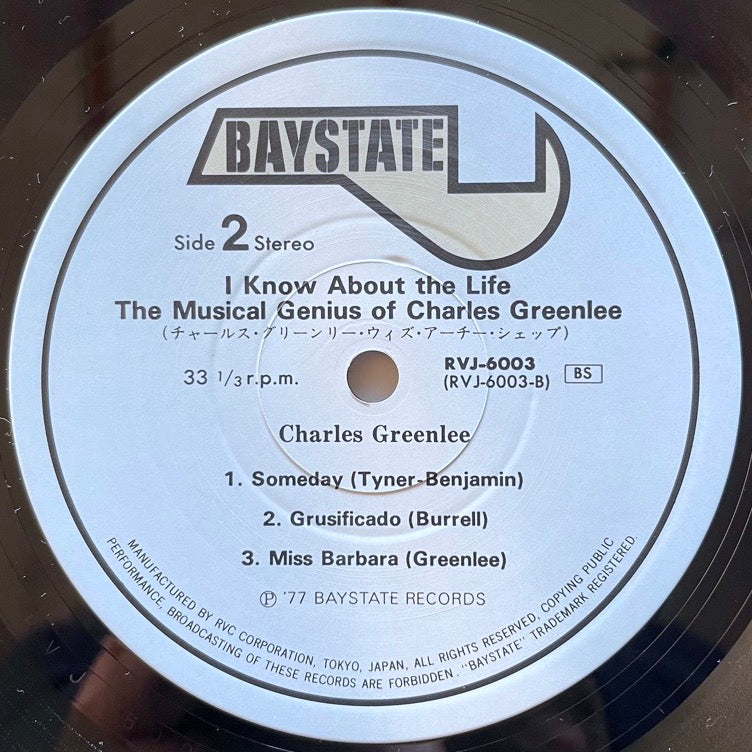 BAYSTATE
Side 2 Stereo
I Know About the Life
The Musical Genius of Charles Greenlee
(チャールス・グリーンリー・ウィズ・アーチー・シェップ)
33 1/3 r.p.m.
RVJ-6003
(RVJ-6003-B)
BS
Charles Greenlee
1. Someday (Tyner-Benjamin)
2. Grusificado (Burrell)
3. Miss Barbara (Greenlee)
Ⓟ '77 BAYSTATE RECORDS
MANUFACTURED BY RVC CORPORATION, TOKYO, JAPAN, ALL RIGHTS RESERVED, COPYING PUBLIC
PERFORMANCE, BROADCASTING OF THESE RECORDS ARE FORBIDDEN. "BAYSTATE" TRADEMARK REGISTERED.